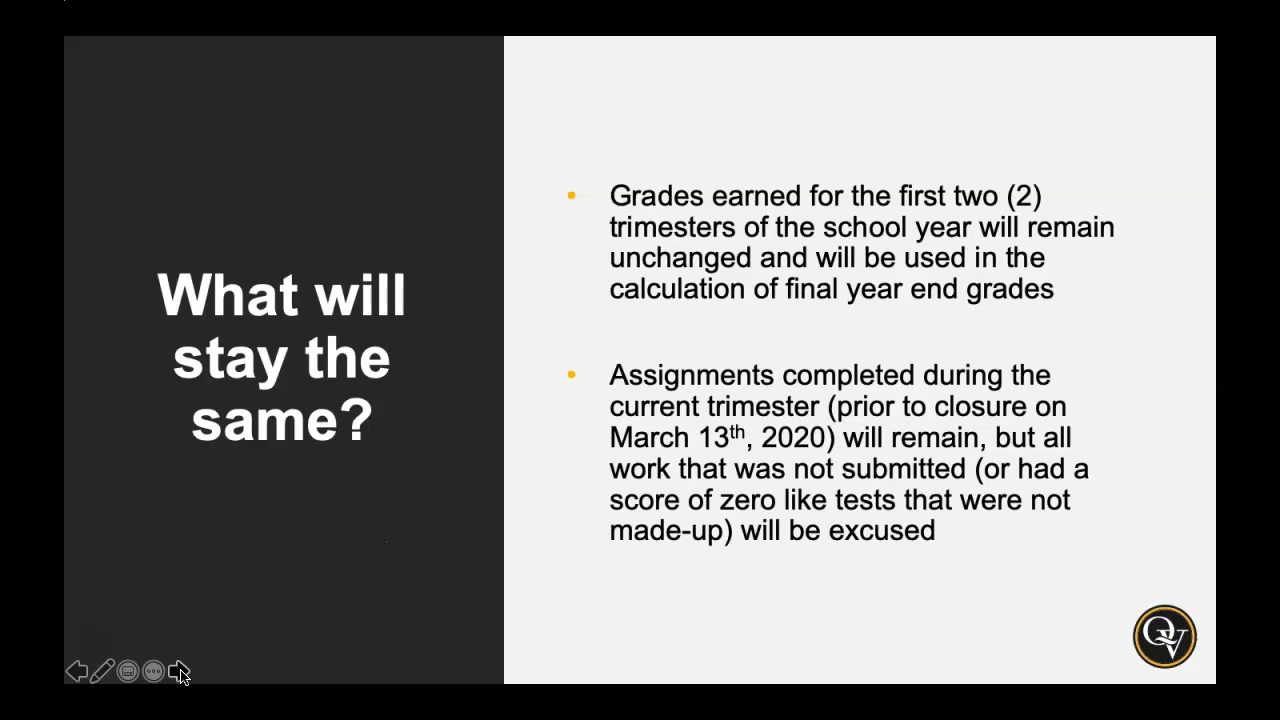 What will
stay the
same?
• Grades earned for the first two (2)
trimesters of the school year will remain
unchanged and will be used in the
calculation of final year end grades
• Assignments completed during the
current trimester (prior to closure on
March 13th, 2020) will remain, but all
work that was not submitted (or had a
score of zero like tests that were not
made-up) will be excused
QV